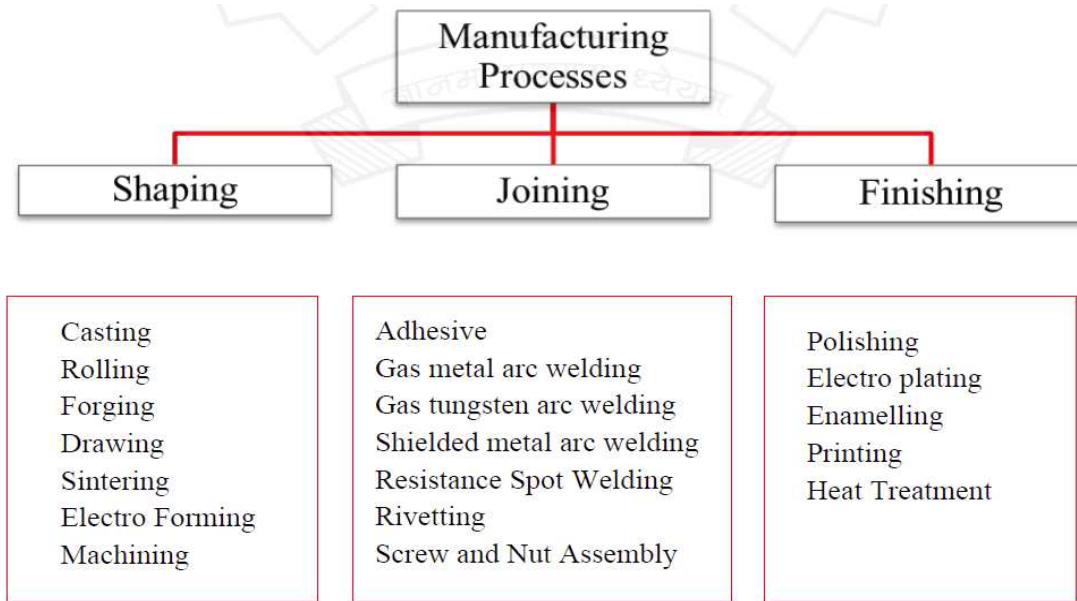 Manufacturing
Processes
Shaping
Joining
Finishing
Casting
Rolling
Forging
Drawing
Sintering
Electro Forming
Machining
Adhesive
Gas metal arc welding
Gas tungsten arc welding
Shielded metal arc welding
Resistance Spot Welding
Rivetting
Screw and Nut Assembly
Polishing
Electro plating
Enamelling
Printing
Heat Treatment